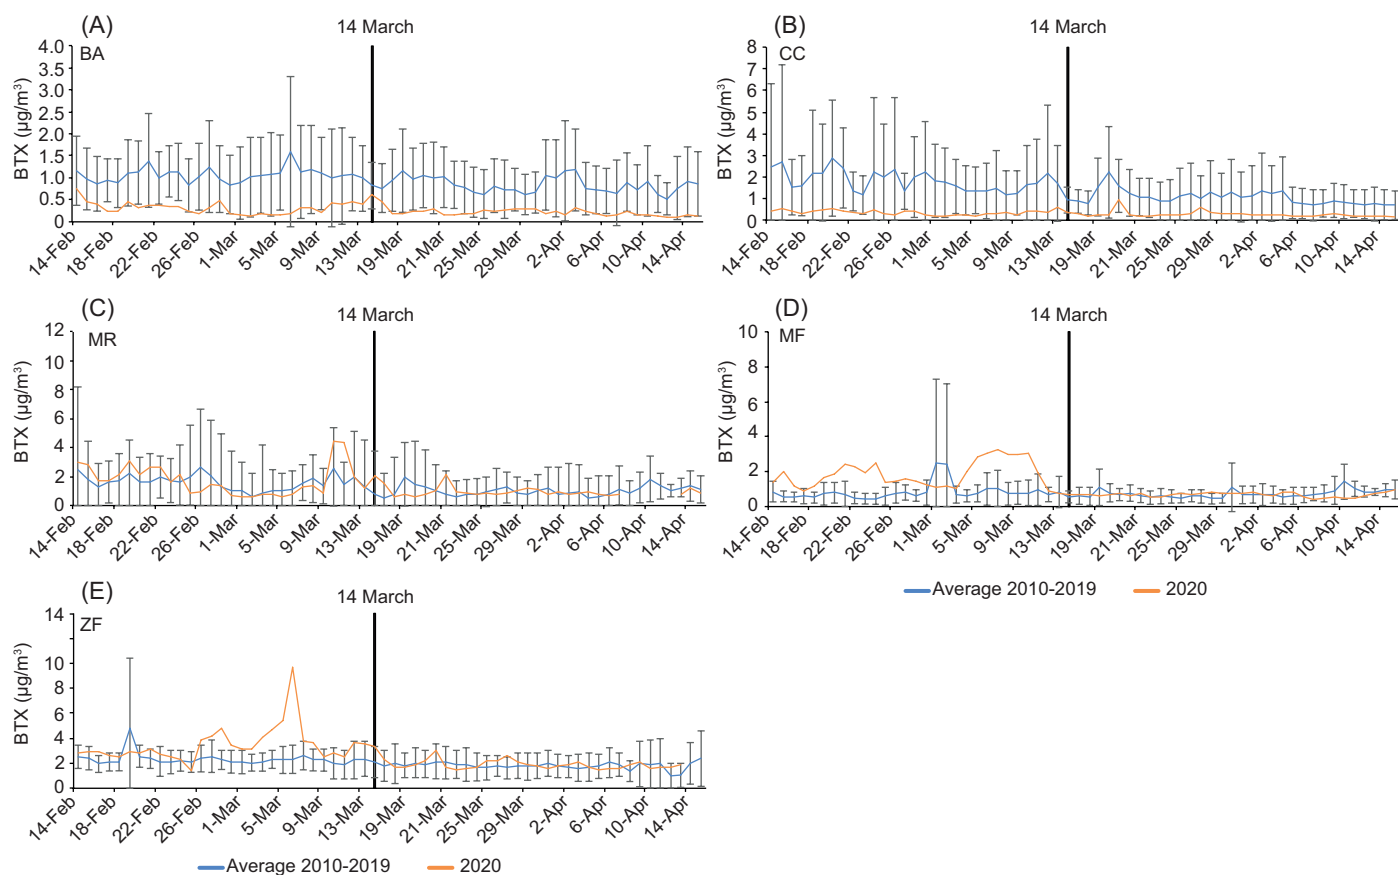 (A)
14 March
BA
BTX (µg/m³)
4.0
3.5
3.0
2.5
2.0
1.5
1.0
0.5
0
14-Feb
18-Feb
22-Feb
26-Feb
1-Mar
5-Mar
9-Mar
13-Mar
19-Mar
21-Mar
25-Mar
29-Mar
2-Apr
6-Apr
10-Apr
14-Apr
(B)
14 March
CC
BTX (µg/m³)
8
7
6
5
4
3
2
1
0
14-Feb
18-Feb
22-Feb
26-Feb
1-Mar
5-Mar
9-Mar
13-Mar
19-Mar
21-Mar
25-Mar
29-Mar
2-Apr
6-Apr
10-Apr
14-Apr
(C)
14 March
MR
BTX (µg/m³)
12
10
8
6
4
2
0
14-Feb
18-Feb
22-Feb
26-Feb
1-Mar
5-Mar
9-Mar
13-Mar
19-Mar
21-Mar
25-Mar
29-Mar
2-Apr
6-Apr
10-Apr
14-Apr
(D)
14 March
MF
BTX (µg/m³)
10
8
6
4
2
0
14-Feb
18-Feb
22-Feb
26-Feb
1-Mar
5-Mar
9-Mar
13-Mar
19-Mar
21-Mar
25-Mar
29-Mar
2-Apr
6-Apr
10-Apr
14-Apr
Average 2010-2019 2020
(E)
14 March
ZF
BTX (µg/m³)
14
12
10
8
6
4
2
0
14-Feb
18-Feb
22-Feb
26-Feb
1-Mar
5-Mar
9-Mar
13-Mar
19-Mar
21-Mar
25-Mar
29-Mar
2-Apr
6-Apr
10-Apr
14-Apr
Average 2010-2019 2020